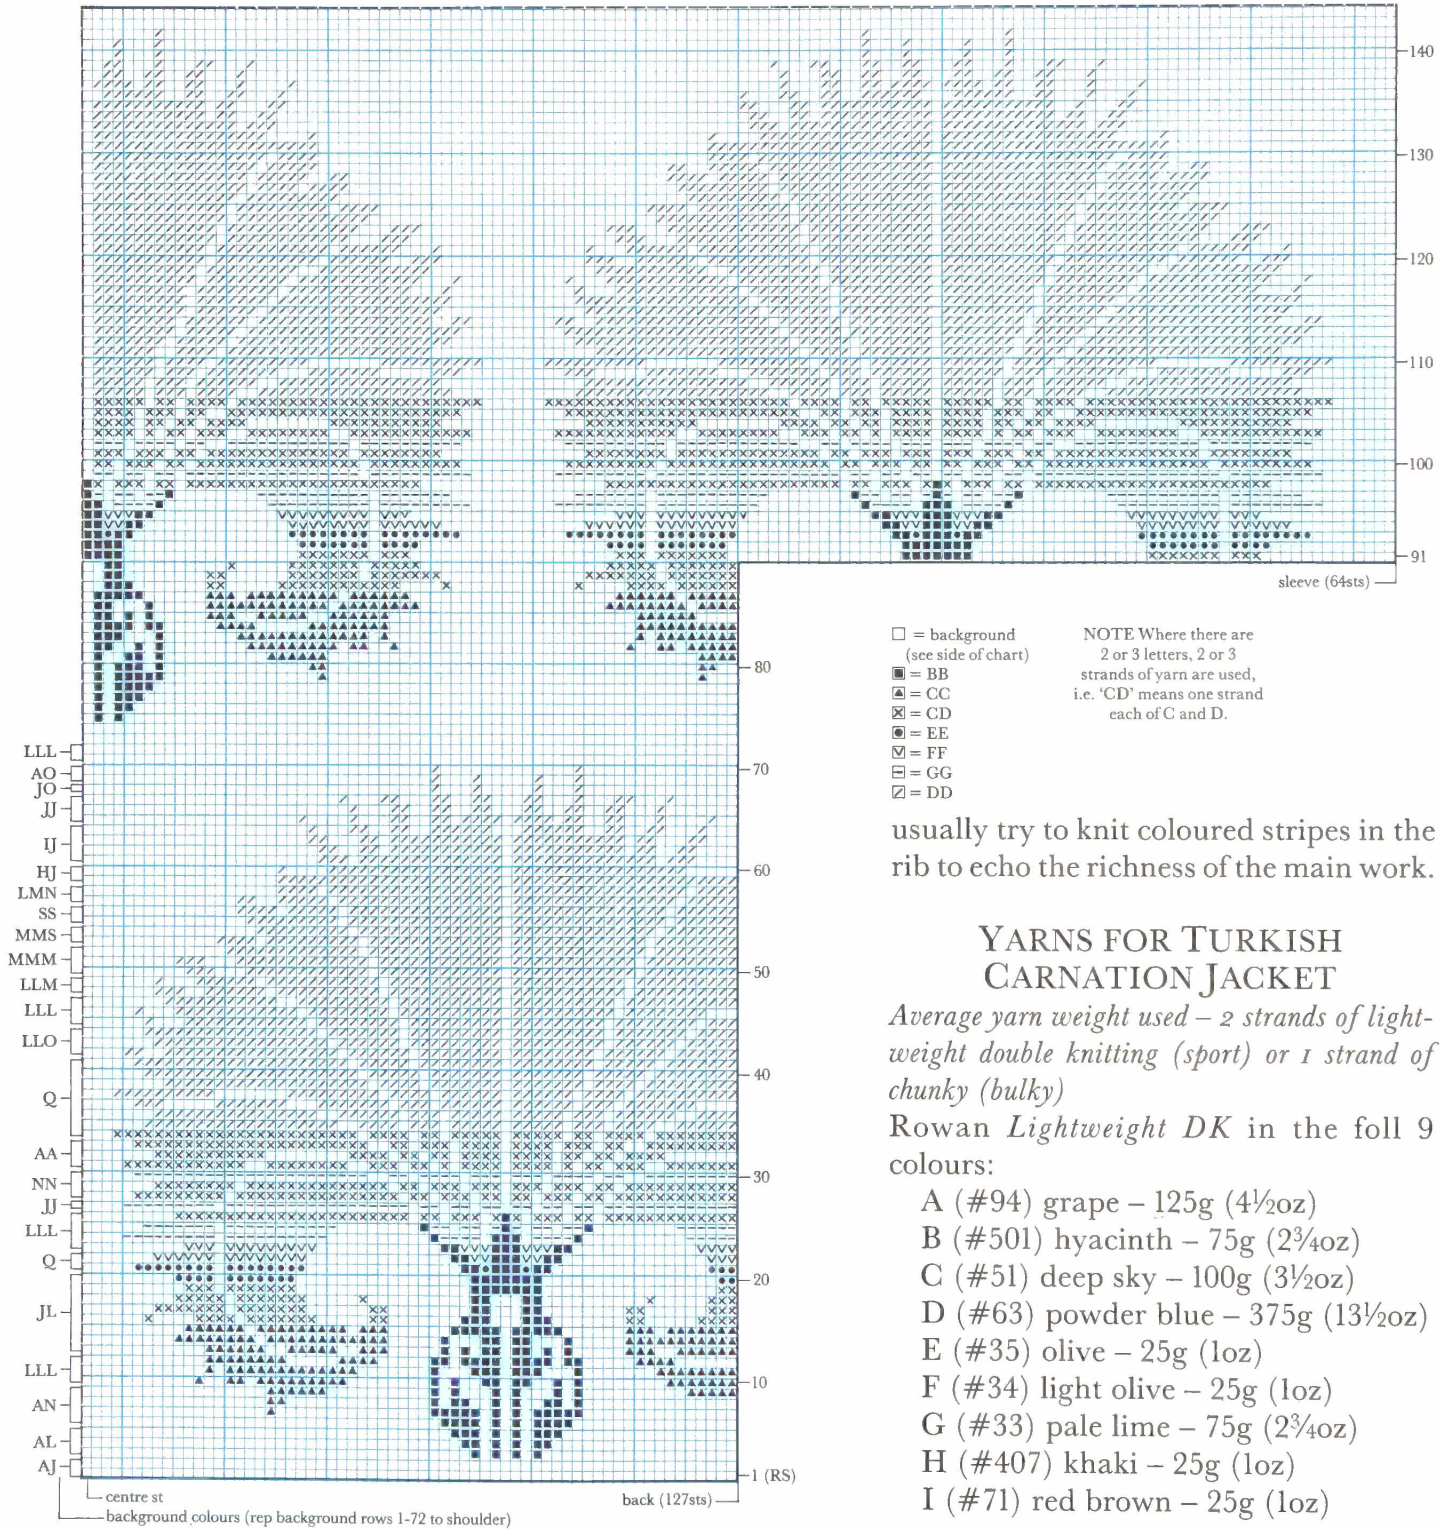 140
130
120
110
100
91
sleeve (64sts)
□ = background
(see side of chart)
■ = BB
▲ = CC
☒ = CD
● = EE
V = FF
⊟ = GG
⧄ = DD
NOTE Where there are
2 or 3 letters, 2 or 3
strands of yarn are used,
i.e. ‘CD’ means one strand
each of C and D.
80
70
60
50
40
30
20
10
1 (RS)
LLL
AO
JO
JJ
IJ
HJ
LMN
SS
MMS
MMM
LLM
LLL
LLO
Q
AA
NN
JJ
LLL
Q
JL
LLL
AN
AL
AJ
centre st
back (127sts)
background colours (rep background rows 1-72 to shoulder)
usually try to knit coloured stripes in the
rib to echo the richness of the main work.
YARNS FOR TURKISH
CARNATION JACKET
Average yarn weight used – 2 strands of light-
weight double knitting (sport) or 1 strand of
chunky (bulky)
Rowan Lightweight DK in the foll 9
colours:
A (#94) grape – 125g (4½oz)
B (#501) hyacinth – 75g (2¾oz)
C (#51) deep sky – 100g (3½oz)
D (#63) powder blue – 375g (13½oz)
E (#35) olive – 25g (1oz)
F (#34) light olive – 25g (1oz)
G (#33) pale lime – 75g (2¾oz)
H (#407) khaki – 25g (1oz)
I (#71) red brown – 25g (1oz)